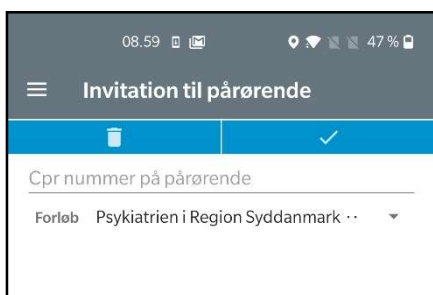 08.59 47 %
Invitation til pårørende
Cpr nummer på pårørende
Forløb Psykiatrien i Region Syddanmark ··